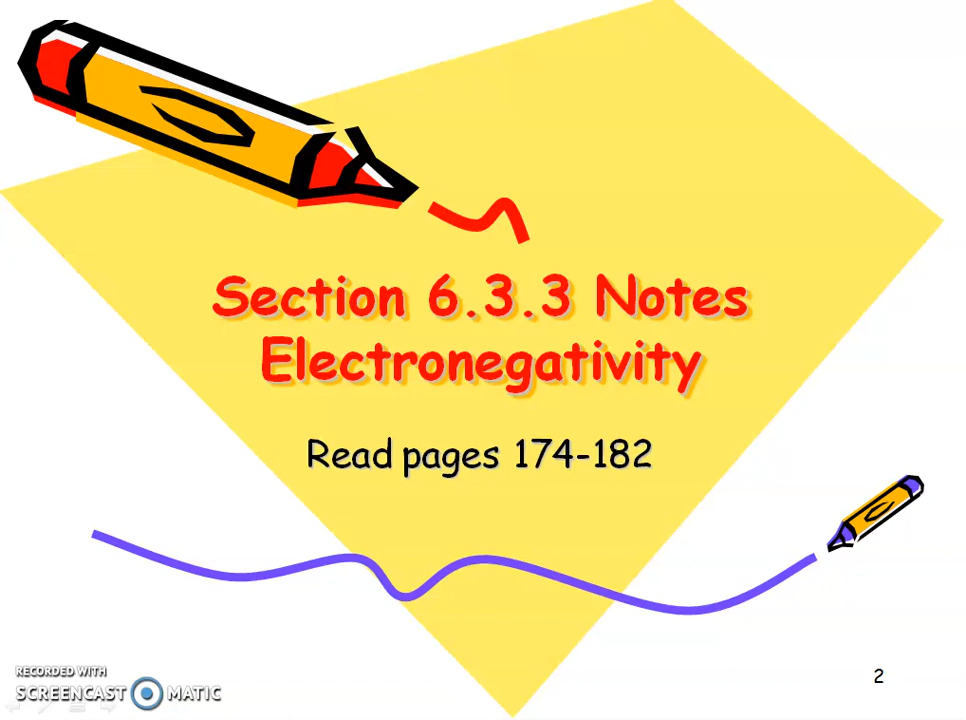 Section 6.3.3 Notes
Electronegativity
Read pages 174-182
RECORDED WITH
SCREENCAST MATIC
2